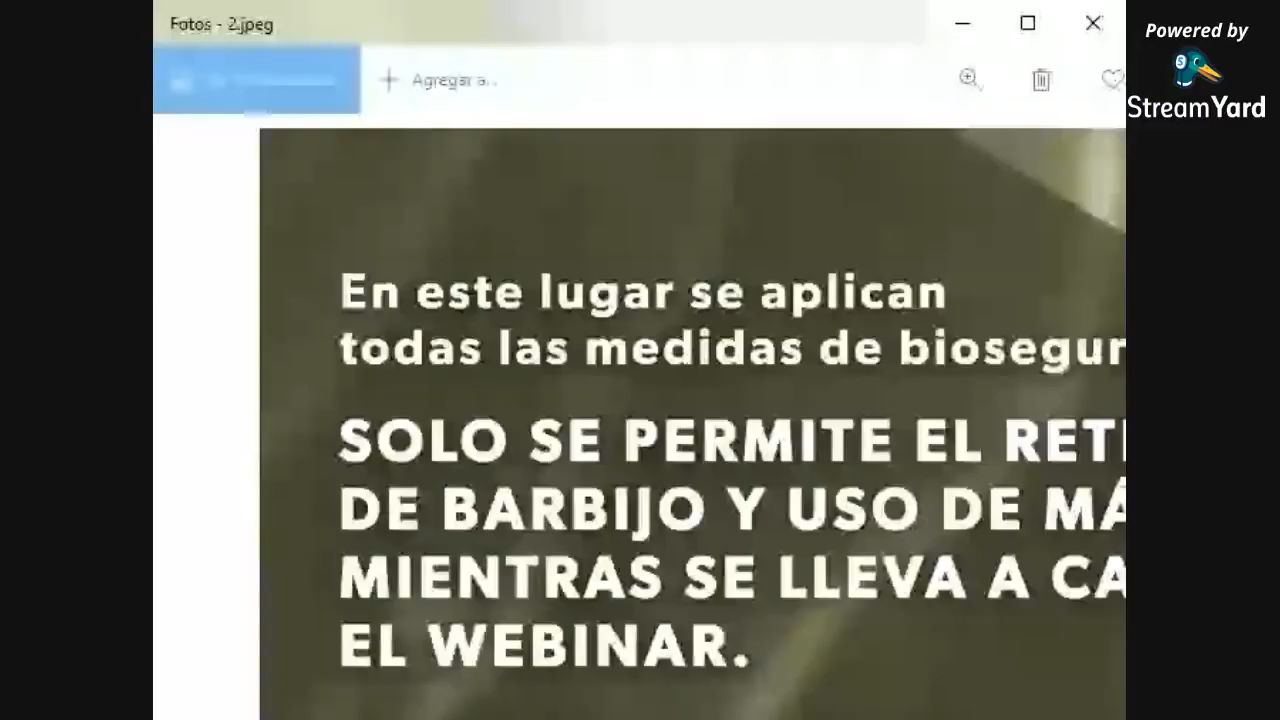 Fotos - 2.jpeg
Powered by
StreamYard
Agregar a...
En este lugar se aplican
todas las medidas de biosegur
SOLO SE PERMITE EL RETI
DE BARBIJO Y USO DE MÁ
MIENTRAS SE LLEVA A CA
EL WEBINAR.